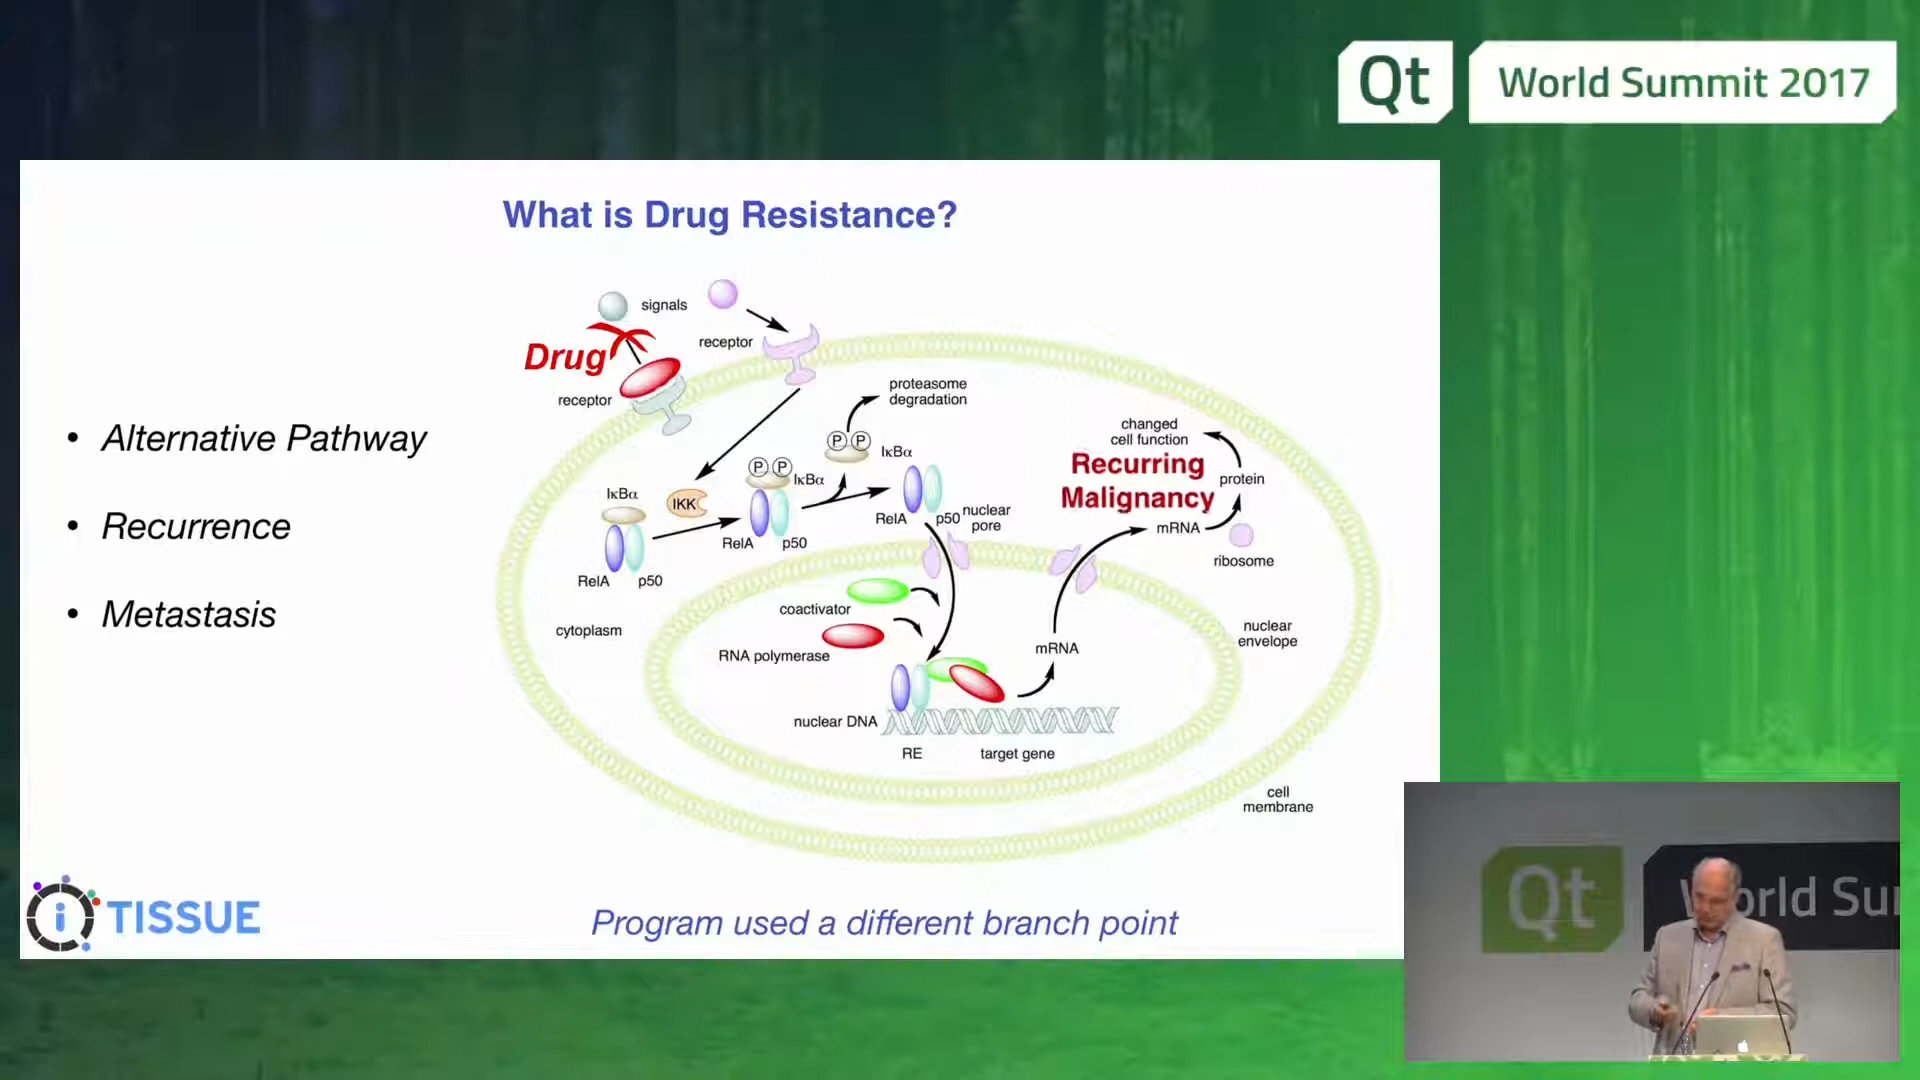 Qt World Summit 2017
What is Drug Resistance?
• Alternative Pathway
• Recurrence
• Metastasis
signals
Drug
receptor
receptor
proteasome
degradation
P P
IκBα
P P
IκBα
IκBα
IKK
RelA p50
RelA p50
RelA p50
nuclear
pore
changed
cell function
Recurring
Malignancy
protein
mRNA
ribosome
coactivator
cytoplasm
RNA polymerase
mRNA
nuclear
envelope
nuclear DNA
RE target gene
cell
membrane
i TISSUE
Program used a different branch point
Qt World Su